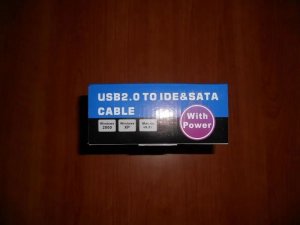 USB2.0 TO IDE&SATA
CABLE
With
Power
Windows
2000
Windows
XP